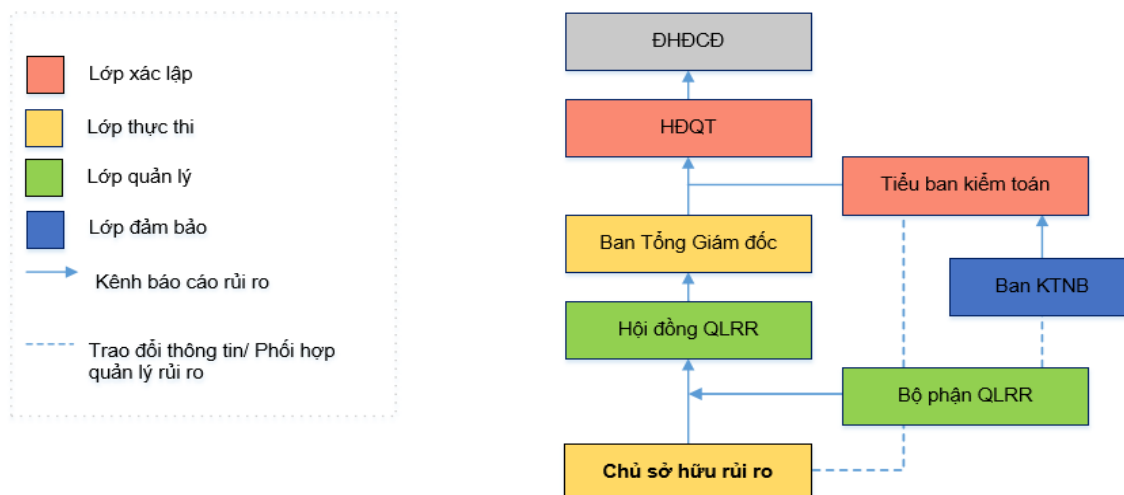 Lớp xác lập
Lớp thực thi
Lớp quản lý
Lớp đảm bảo
Kênh báo cáo rủi ro
Trao đổi thông tin/ Phối hợp
quản lý rủi ro
ĐHĐCĐ
HĐQT
Tiểu ban kiểm toán
Ban Tổng Giám đốc
Ban KTNB
Hội đồng QLRR
Bộ phận QLRR
Chủ sở hữu rủi ro